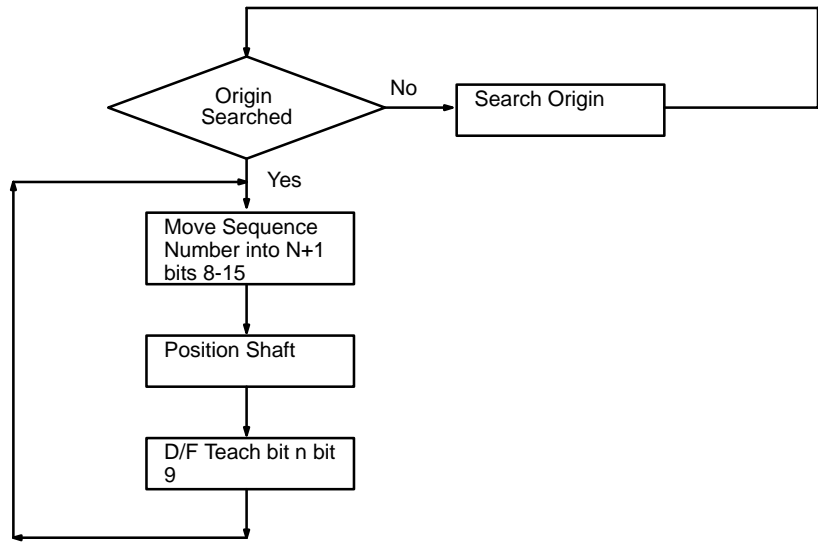 Origin
Searched
No
Search Origin
Yes
Move Sequence
Number into N+1
bits 8-15
Position Shaft
D/F Teach bit n bit
9